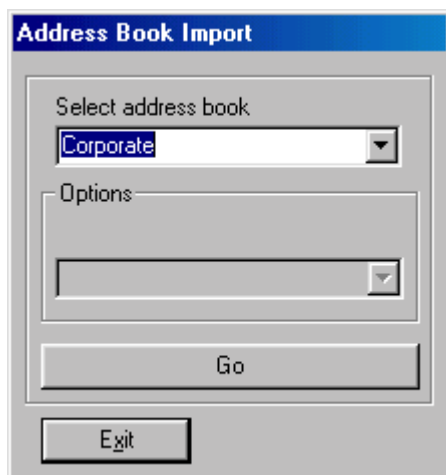 Address Book Import
Select address book
Corporate
Options
Go
Exit